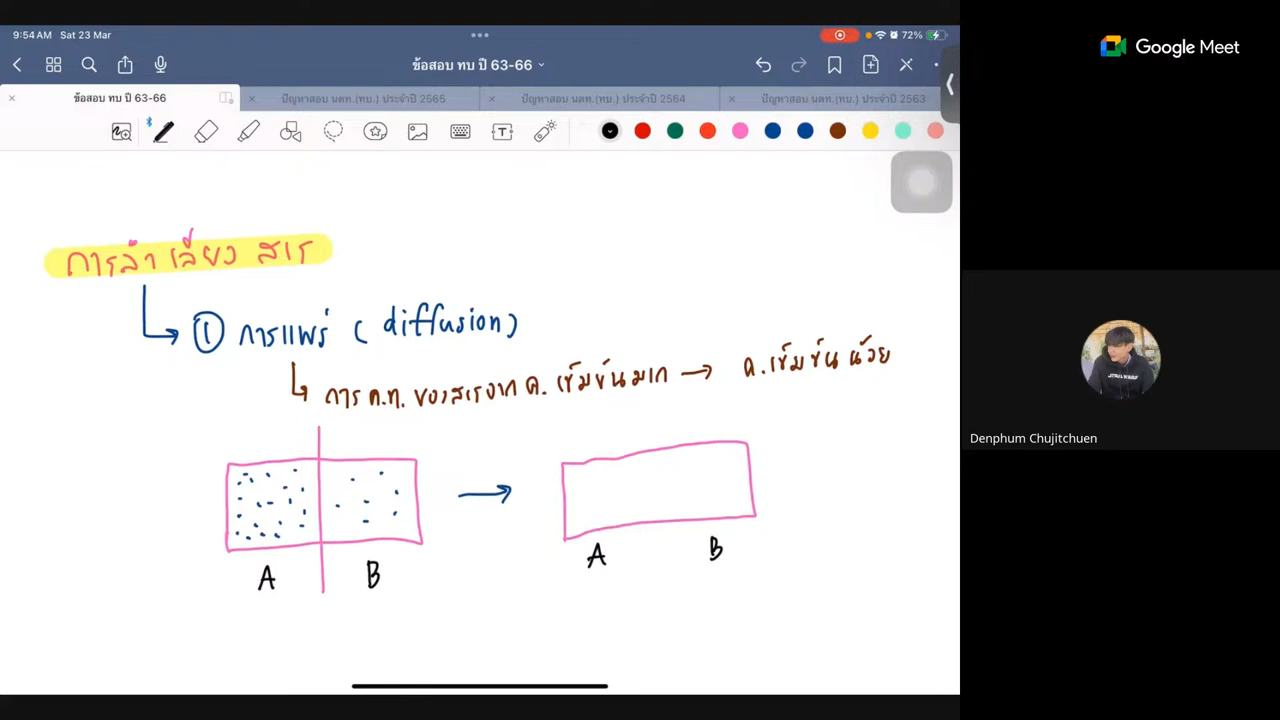 9:54 AM Sat 23 Mar
72%
Google Meet
ข้อสอบ ทบ ปี 63-66
ข้อสอบ ทบ ปี 63-66
ปัญหาสอบ นตท.(ทบ.) ประจำปี 2565
ปัญหาสอบ นตท.(ทบ.) ประจำปี 2564
ปัญหาสอบ นตท.(ทบ.) ประจำปี 2563
การลำเลียง สาร
① การแพร่ (diffusion)
การ ค.ท. ของสารจาก ค. เข้มข้นมาก → ค. เข้มข้น น้อย
A B → A B
Denphum Chujitchuen